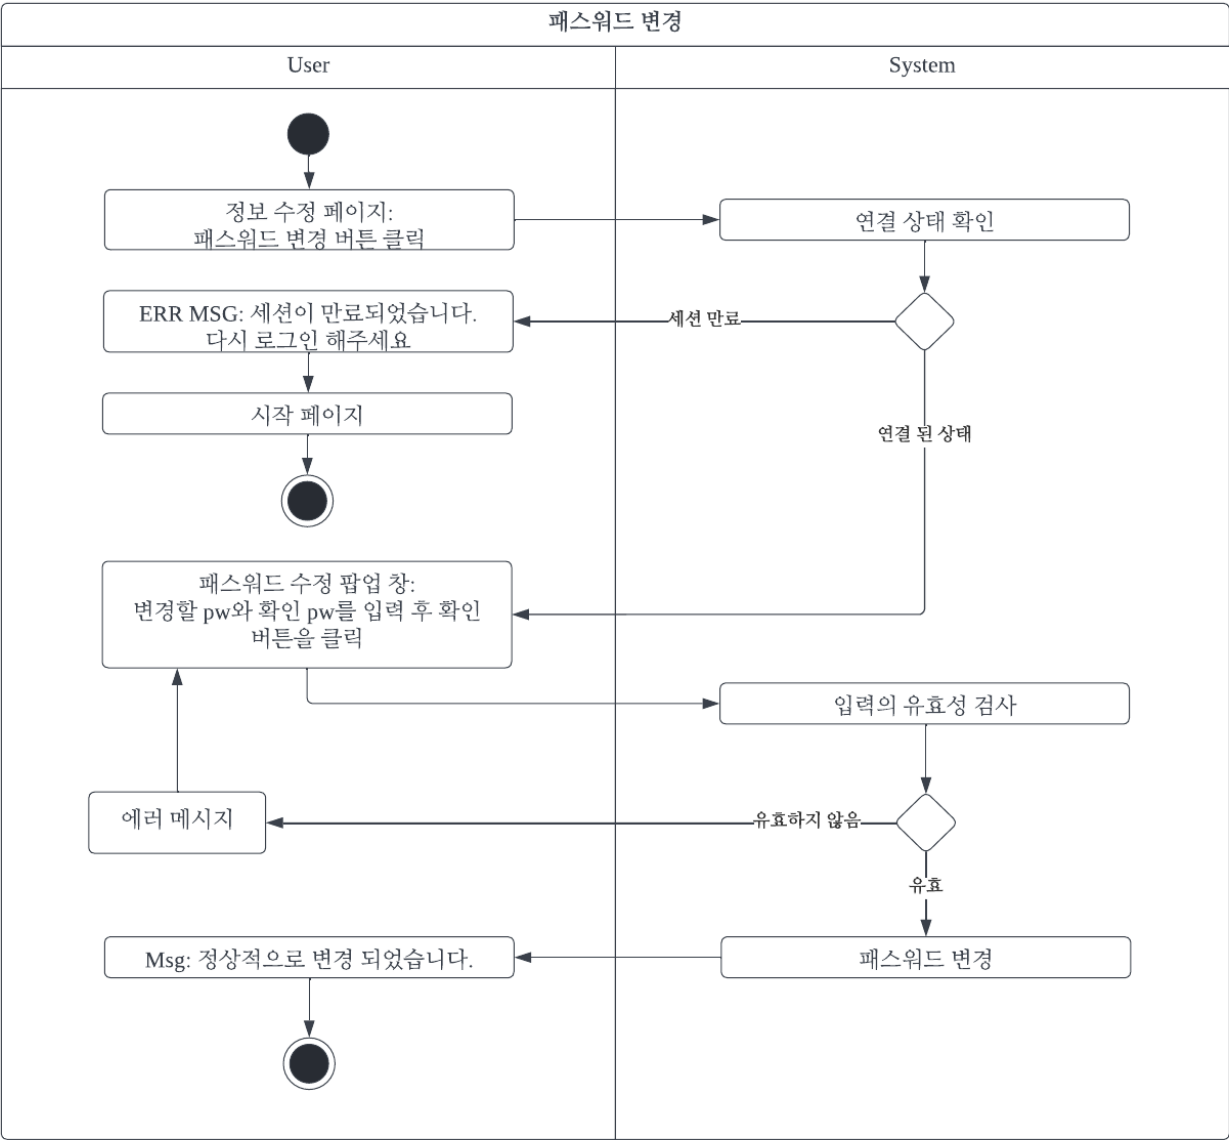 패스워드 변경
User
System
정보 수정 페이지:
패스워드 변경 버튼 클릭
연결 상태 확인
ERR MSG: 세션이 만료되었습니다.
다시 로그인 해주세요
세션 만료
시작 페이지
연결 된 상태
패스워드 수정 팝업 창:
변경할 pw와 확인 pw를 입력 후 확인
버튼을 클릭
입력의 유효성 검사
에러 메시지
유효하지 않음
유효
Msg: 정상적으로 변경 되었습니다.
패스워드 변경